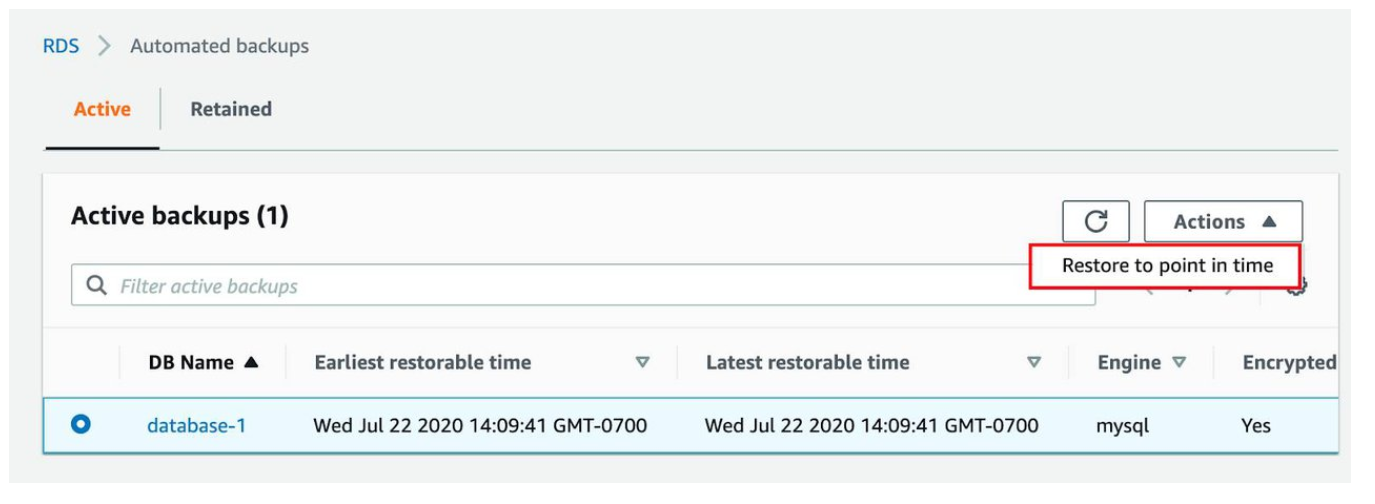 RDS > Automated backups
Active Retained
Active backups (1)
Actions ▲
Restore to point in time
Filter active backups
DB Name ▲ Earliest restorable time ▽ Latest restorable time ▽ Engine ▽ Encrypted
database-1 Wed Jul 22 2020 14:09:41 GMT-0700 Wed Jul 22 2020 14:09:41 GMT-0700 mysql Yes